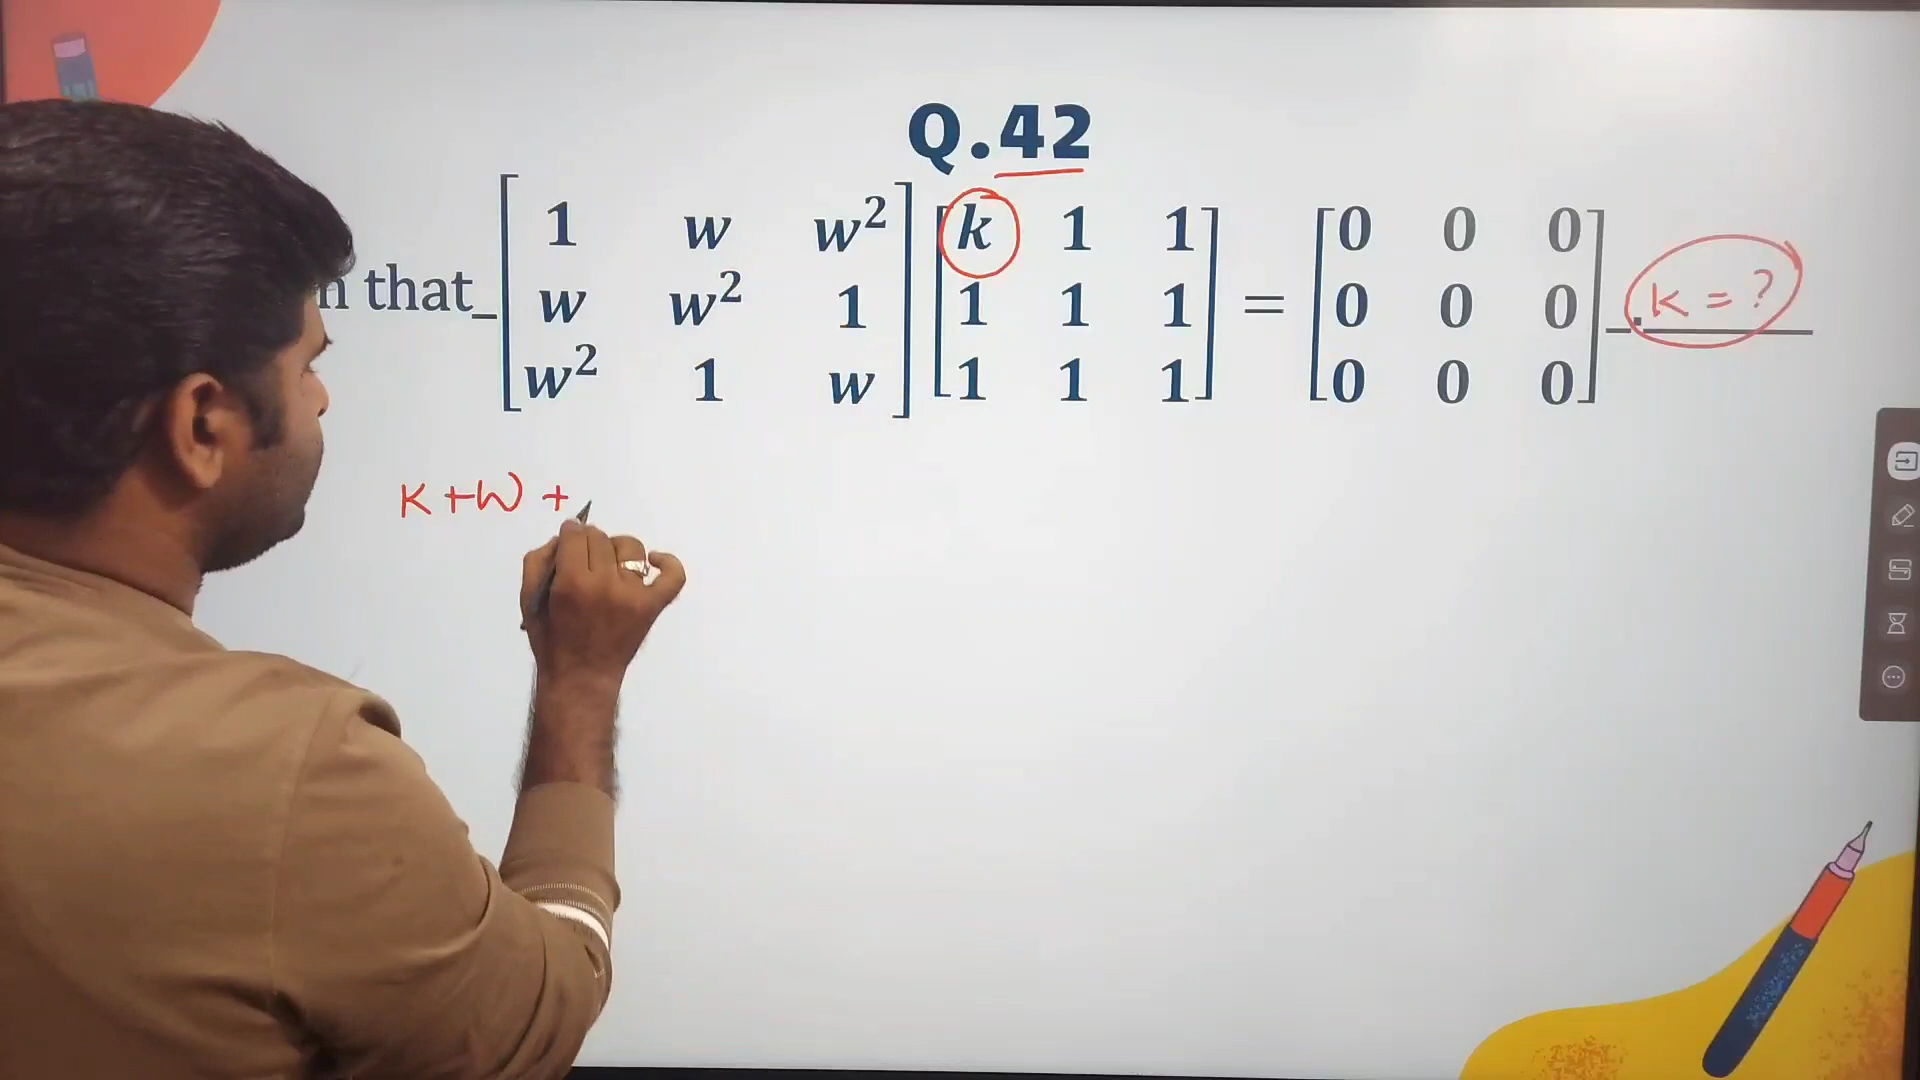 Q.42
that_ [1 w w² / w w² 1 / w² 1 w] [k 1 1 / 1 1 1 / 1 1 1] = [0 0 0 / 0 0 0 / 0 0 0] . K = ?
K + W +